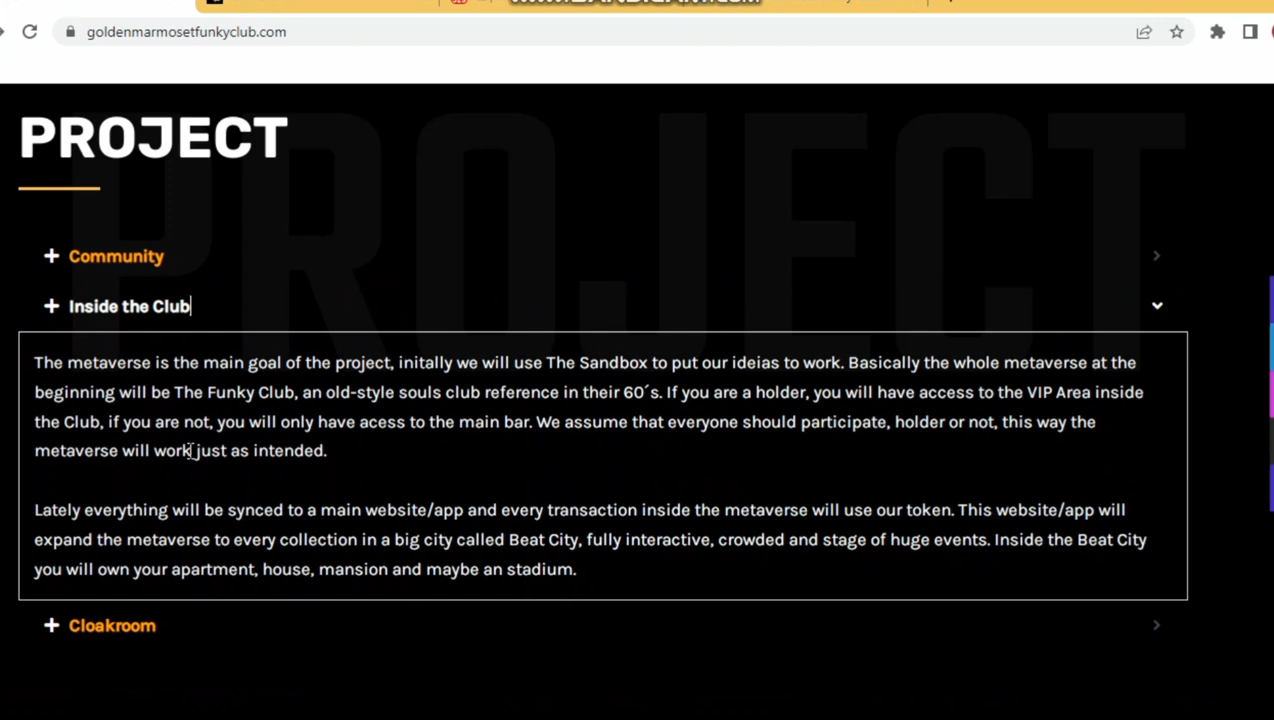 goldenmarmosetfunkyclub.com
PROJECT
PROJECT
Community
Inside the Club
The metaverse is the main goal of the project, initally we will use The Sandbox to put our ideias to work. Basically the whole metaverse at the
beginning will be The Funky Club, an old-style souls club reference in their 60´s. If you are a holder, you will have access to the VIP Area inside
the Club, if you are not, you will only have acess to the main bar. We assume that everyone should participate, holder or not, this way the
metaverse will work just as intended.
Lately everything will be synced to a main website/app and every transaction inside the metaverse will use our token. This website/app will
expand the metaverse to every collection in a big city called Beat City, fully interactive, crowded and stage of huge events. Inside the Beat City
you will own your apartment, house, mansion and maybe an stadium.
Cloakroom